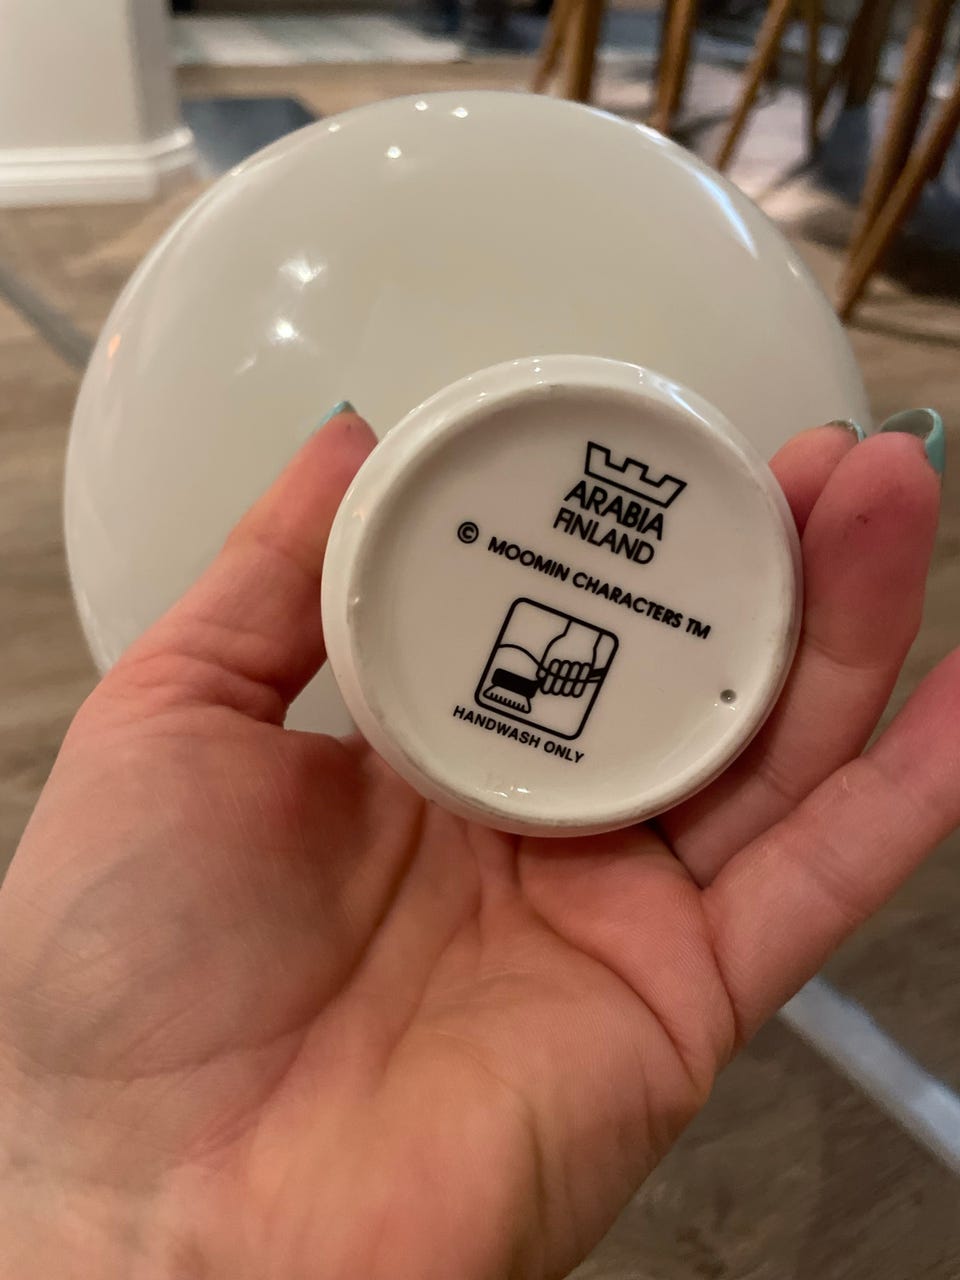 ARABIA
FINLAND
© MOOMIN CHARACTERS TM
HANDWASH ONLY